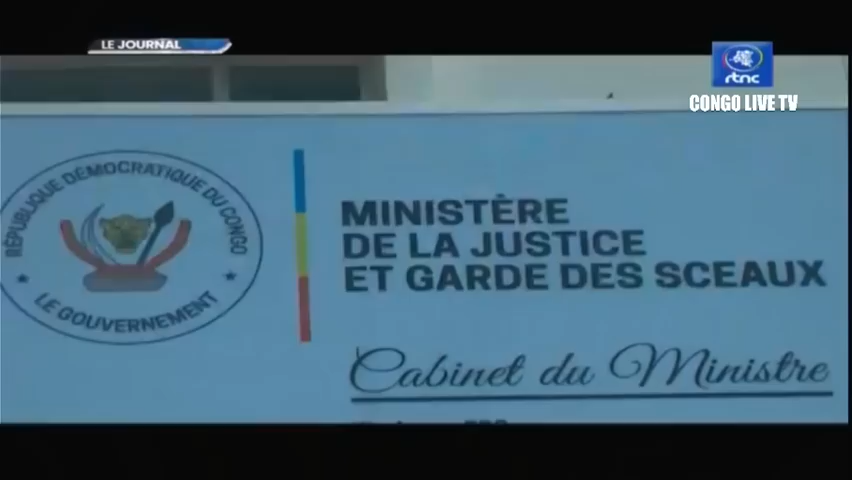 LE JOURNAL
rtnc
CONGO LIVE TV
RÉPUBLIQUE DÉMOCRATIQUE DU CONGO
LE GOUVERNEMENT
MINISTÈRE
DE LA JUSTICE
ET GARDE DES SCEAUX
Cabinet du Ministre